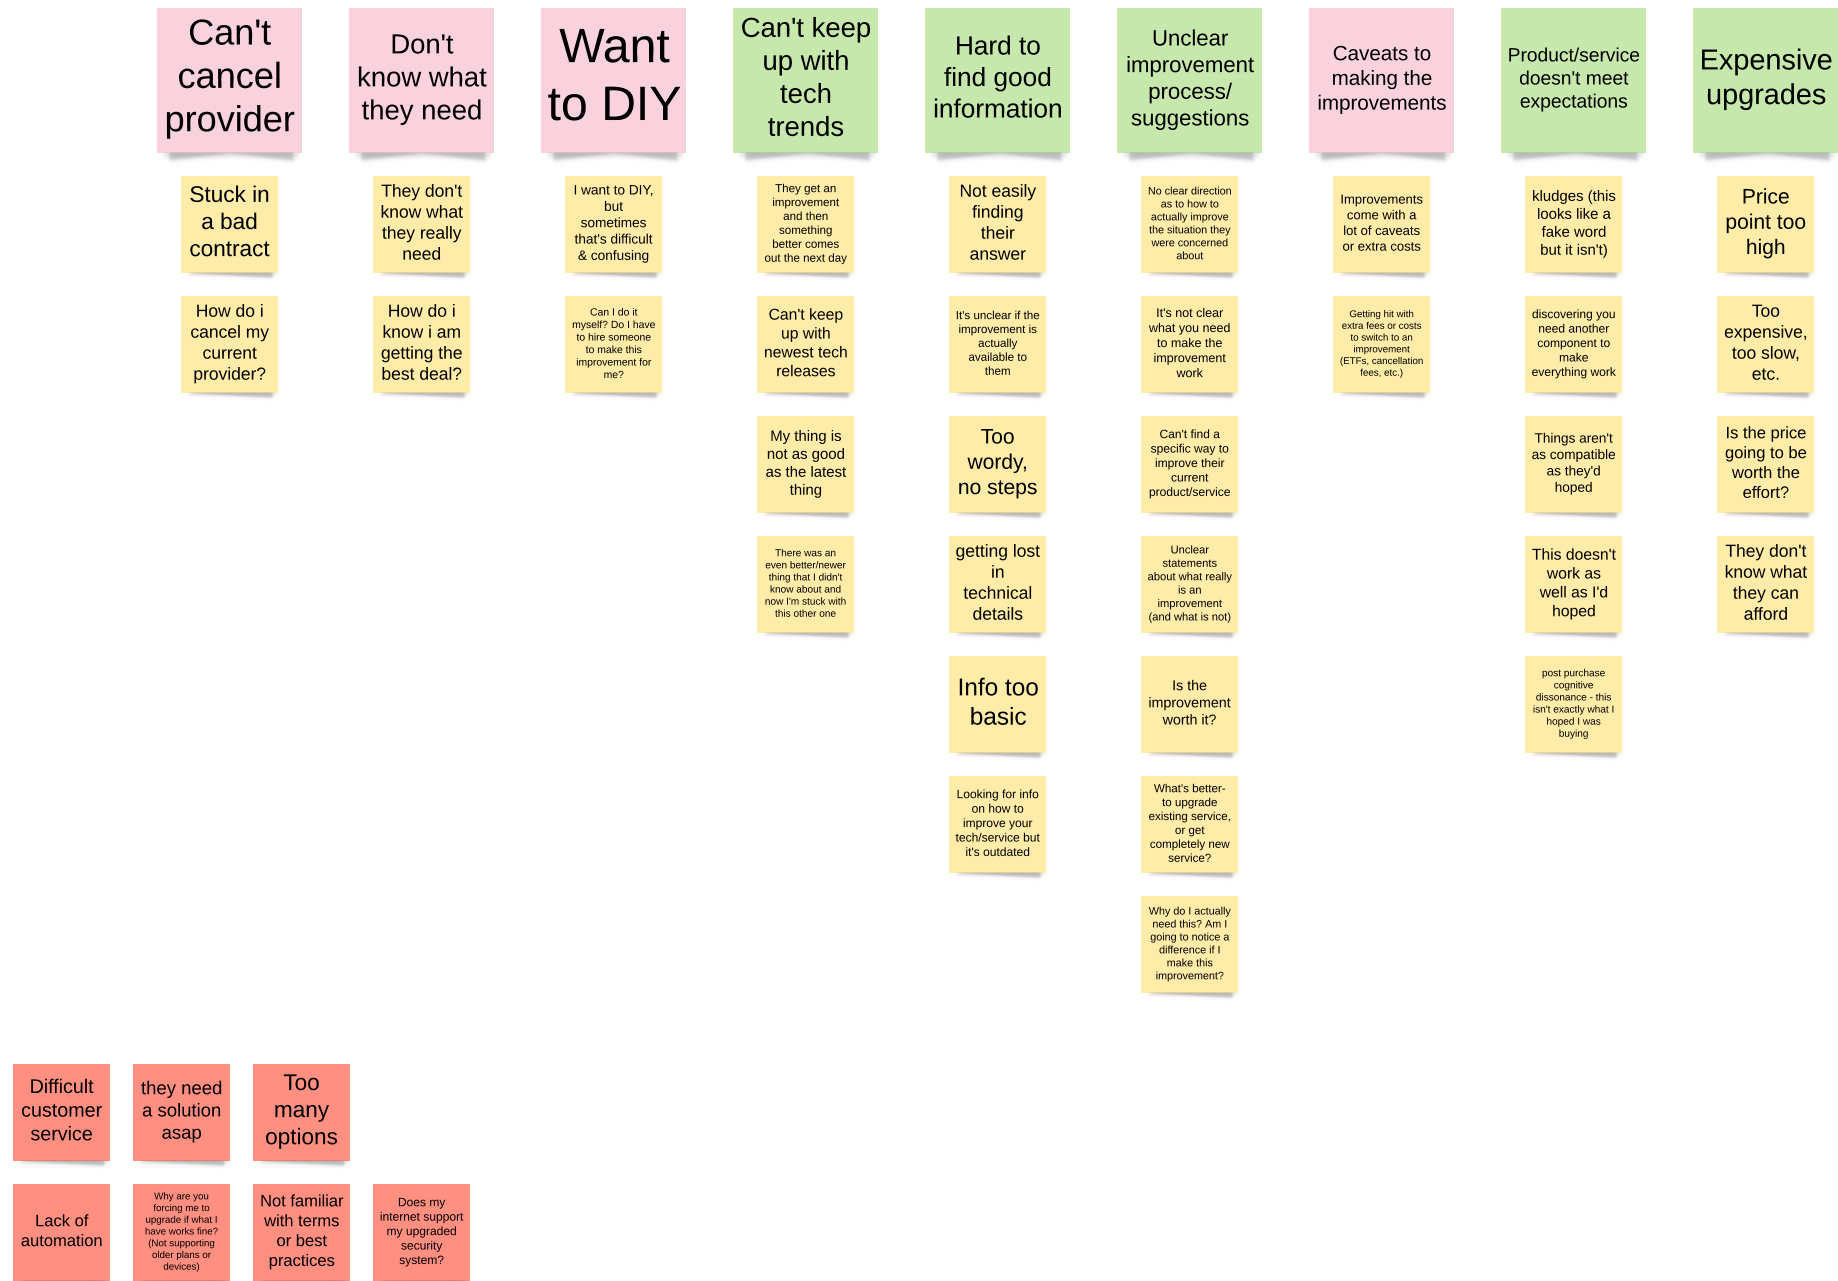 Can't
cancel
provider
Don't
know what
they need
Want
to DIY
Can't keep
up with
tech
trends
Hard to
find good
information
Unclear
improvement
process/
suggestions
Caveats to
making the
improvements
Product/service
doesn't meet
expectations
Expensive
upgrades
Stuck in
a bad
contract
They don't
know what
they really
need
I want to DIY,
but
sometimes
that's difficult
& confusing
They get an
improvement
and then
something
better comes
out the next day
Not easily
finding
their
answer
No clear direction
as to how to
actually improve
the situation they
were concerned
about
Improvements
come with a
lot of caveats
or extra costs
kludges (this
looks like a
fake word
but it isn't)
Price
point too
high
How do i
cancel my
current
provider?
How do i
know i am
getting the
best deal?
Can I do it
myself? Do I have
to hire someone
to make this
improvement for
me?
Can't keep
up with
newest tech
releases
It's unclear if the
improvement is
actually
available to
them
It's not clear
what you need
to make the
improvement
work
Getting hit with
extra fees or costs
to switch to an
improvement
(ETFs, cancellation
fees, etc.)
discovering you
need another
component to
make
everything work
Too
expensive,
too slow,
etc.
My thing is
not as good
as the latest
thing
Too
wordy,
no steps
Can't find a
specific way to
improve their
current
product/service
Things aren't
as compatible
as they'd
hoped
Is the price
going to be
worth the
effort?
There was an
even better/newer
thing that I didn't
know about and
now I'm stuck with
this other one
getting lost
in
technical
details
Unclear
statements
about what really
is an
improvement
(and what is not)
This doesn't
work as
well as I'd
hoped
They don't
know what
they can
afford
Info too
basic
Is the
improvement
worth it?
post purchase
cognitive
dissonance - this
isn't exactly what I
hoped I was
buying
Looking for info
on how to
improve your
tech/service but
it's outdated
What's better-
to upgrade
existing service,
or get
completely new
service?
Why do I actually
need this? Am I
going to notice a
difference if I
make this
improvement?
Difficult
customer
service
they need
a solution
asap
Too
many
options
Lack of
automation
Why are you
forcing me to
upgrade if what I
have works fine?
(Not supporting
older plans or
devices)
Not familiar
with terms
or best
practices
Does my
internet support
my upgraded
security
system?